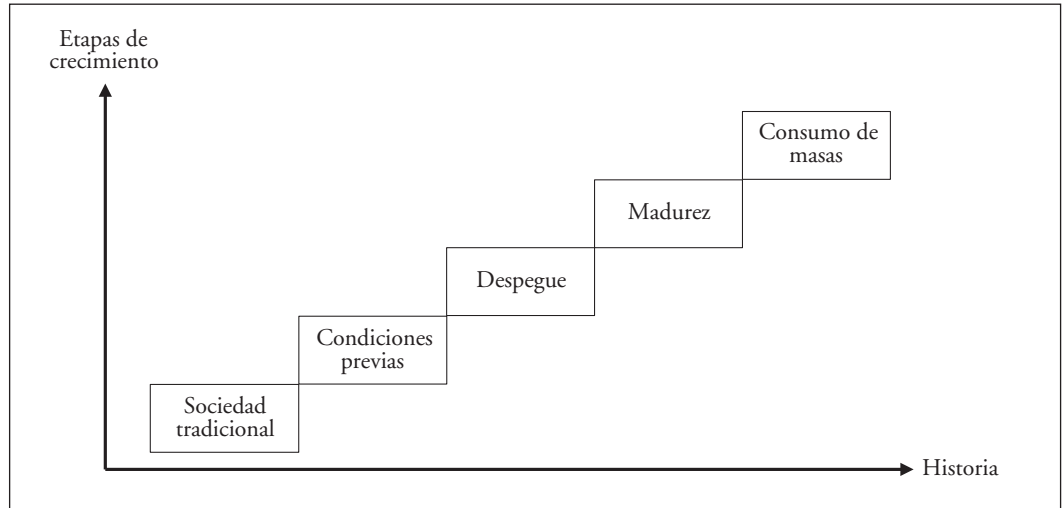 Etapas de
crecimiento
Consumo de
masas
Madurez
Despegue
Condiciones
previas
Sociedad
tradicional
Historia